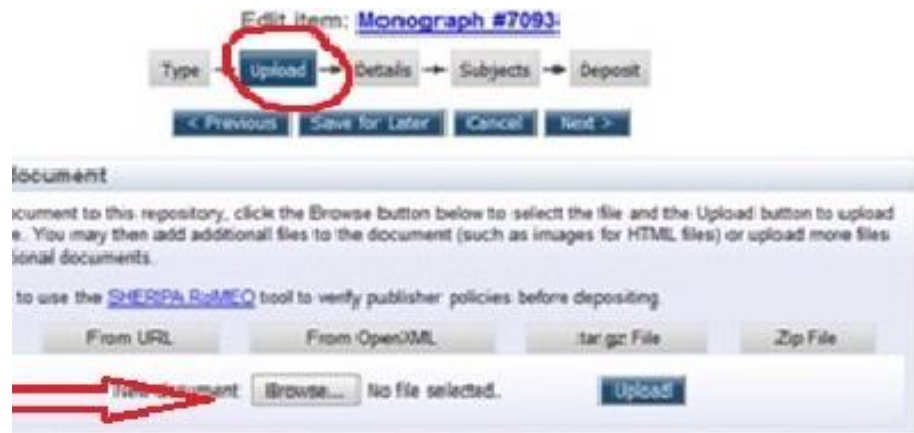 Edit item: Monograph #7093
Type Upload Details Subjects Deposit
< Previous Save for Later Cancel Next >
document
ocument to this repository, click the Browse button below to select the file and the Upload button to upload
e. You may then add additional files to the document (such as images for HTML files) or upload more files
tional documents.
to use the SHERPA RoMEO tool to verify publisher policies before depositing.
From URL From OpenXML .tar.gz File Zip File
New document Browse... No file selected. Upload